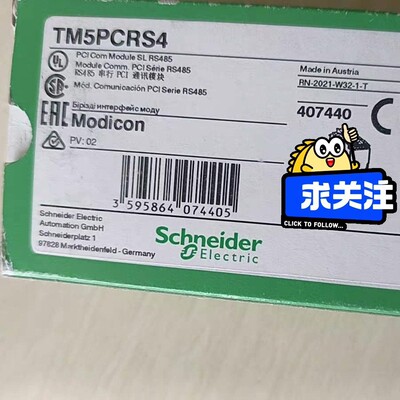 TM5PCRS4
PCI Com Module SL RS485
Module Comm. PCI Série RS485
RS485 串行 PCI 通讯模块
Mód. Comunicación PCI Serie RS485
Made in Austria
RN-2021-W32-1-T
407440
Modicon
PV: 02
3 595864 074405
Schneider Electric
Automation GmbH
Schneiderplatz 1
97828 Marktheidenfeld - Germany
Schneider
Electric
求关注
CLICK TO FOLLOW...